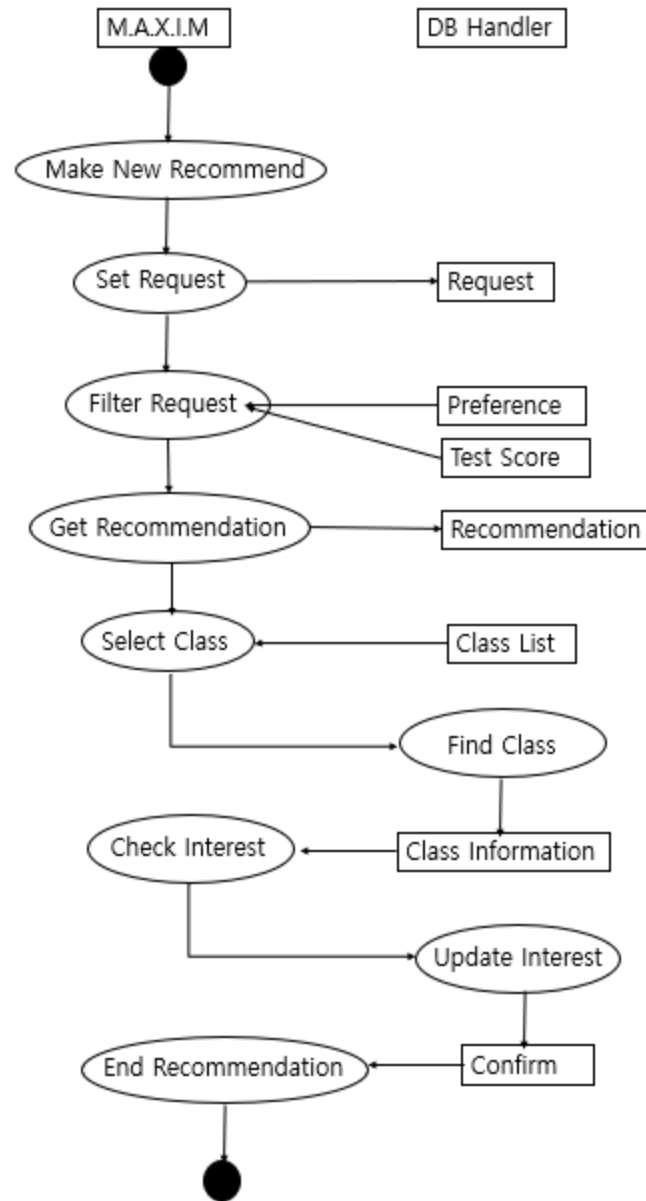 M.A.X.I.M
DB Handler
Make New Recommend
Set Request
Request
Filter Request
Preference
Test Score
Get Recommendation
Recommendation
Select Class
Class List
Find Class
Check Interest
Class Information
Update Interest
End Recommendation
Confirm